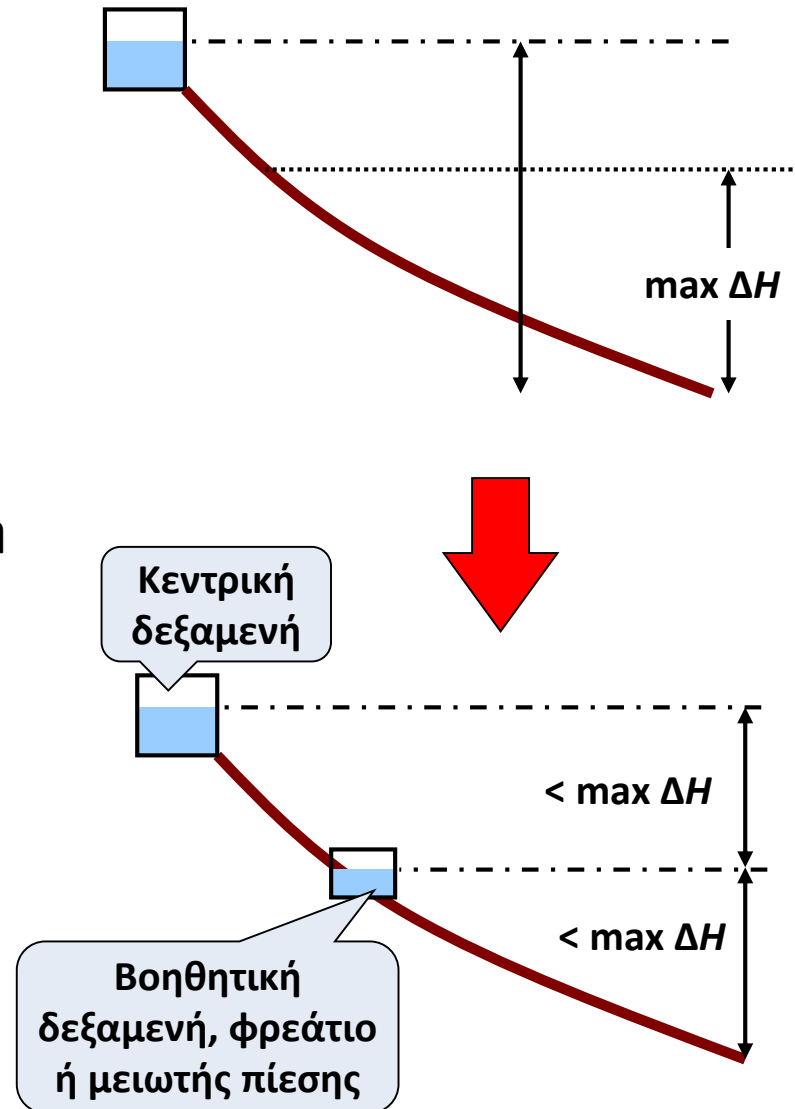 max ΔH
η
Κεντρική
δεξαμενή
< max ΔH
< max ΔH
Βοηθητική
δεξαμενή, φρεάτιο
ή μειωτής πίεσης